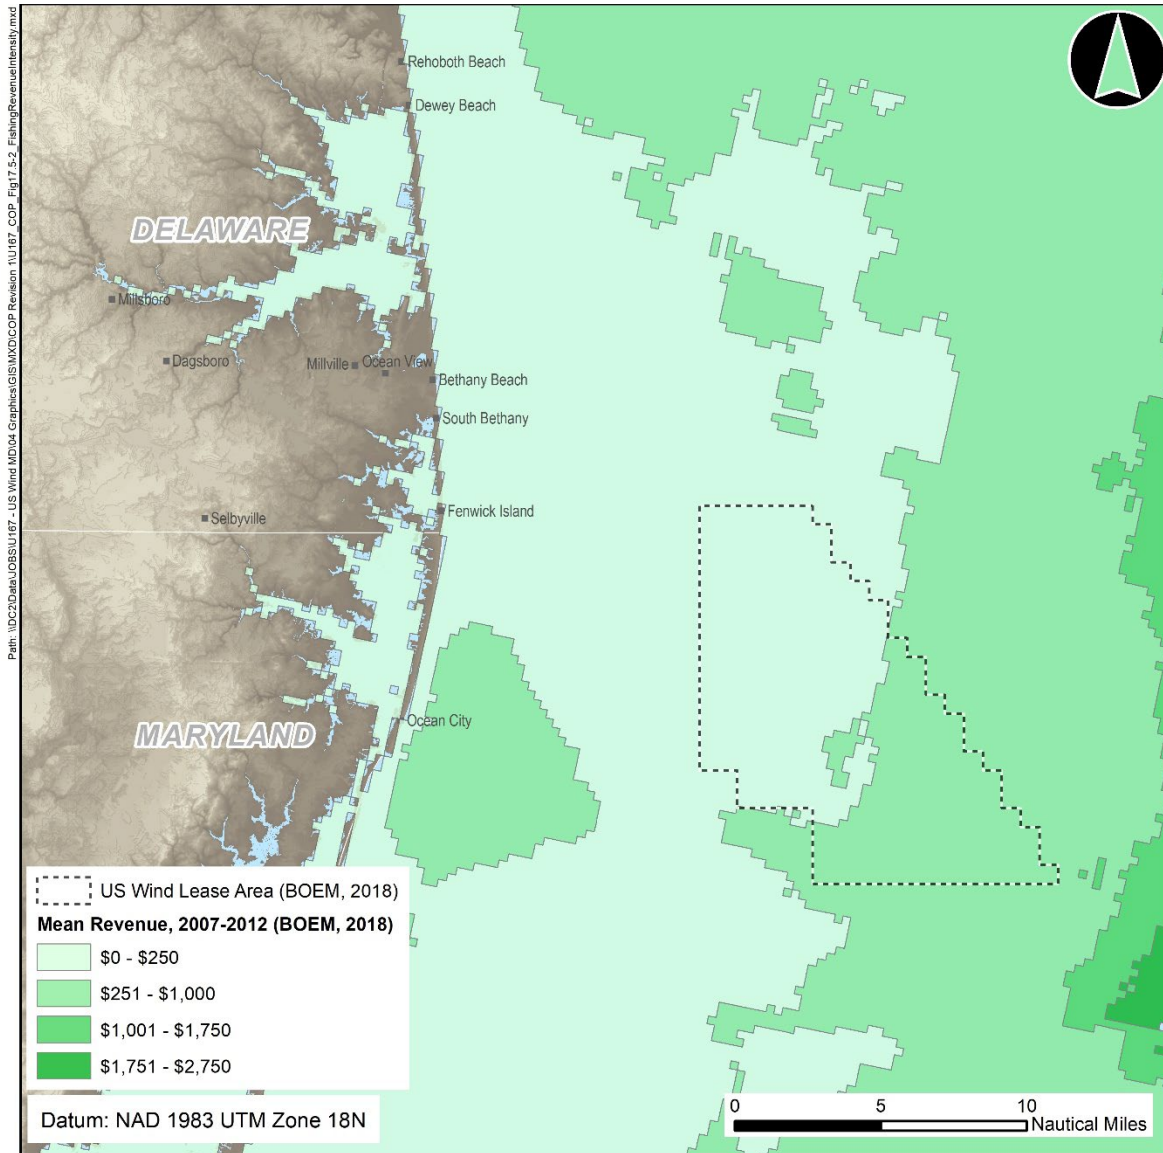 Path: \\DC2\Data\JOBS\U167 - US Wind MD\04 Graphics\GIS\MXD\COP Revision 1\U167_COP_Fig17.5-2_FishingRevenueIntensity.mxd
Rehoboth Beach
Dewey Beach
DELAWARE
Millsboro
Dagsboro
Millville
Ocean View
Bethany Beach
South Bethany
Fenwick Island
Selbyville
Ocean City
MARYLAND
US Wind Lease Area (BOEM, 2018)
Mean Revenue, 2007-2012 (BOEM, 2018)
$0 - $250
$251 - $1,000
$1,001 - $1,750
$1,751 - $2,750
Datum: NAD 1983 UTM Zone 18N
0 5 10
Nautical Miles